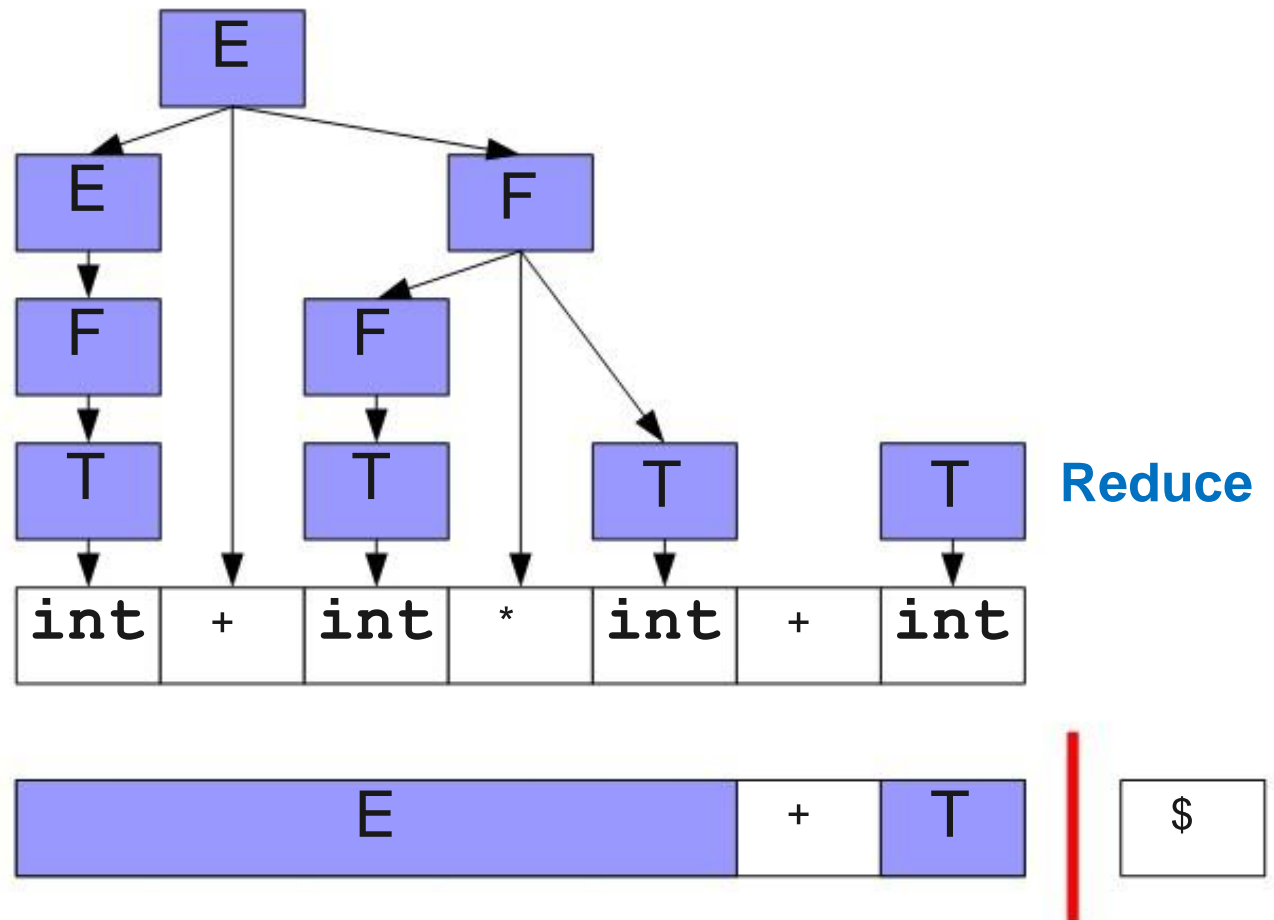 E
E F
F F
T T T T Reduce
int + int * int + int
E + T $